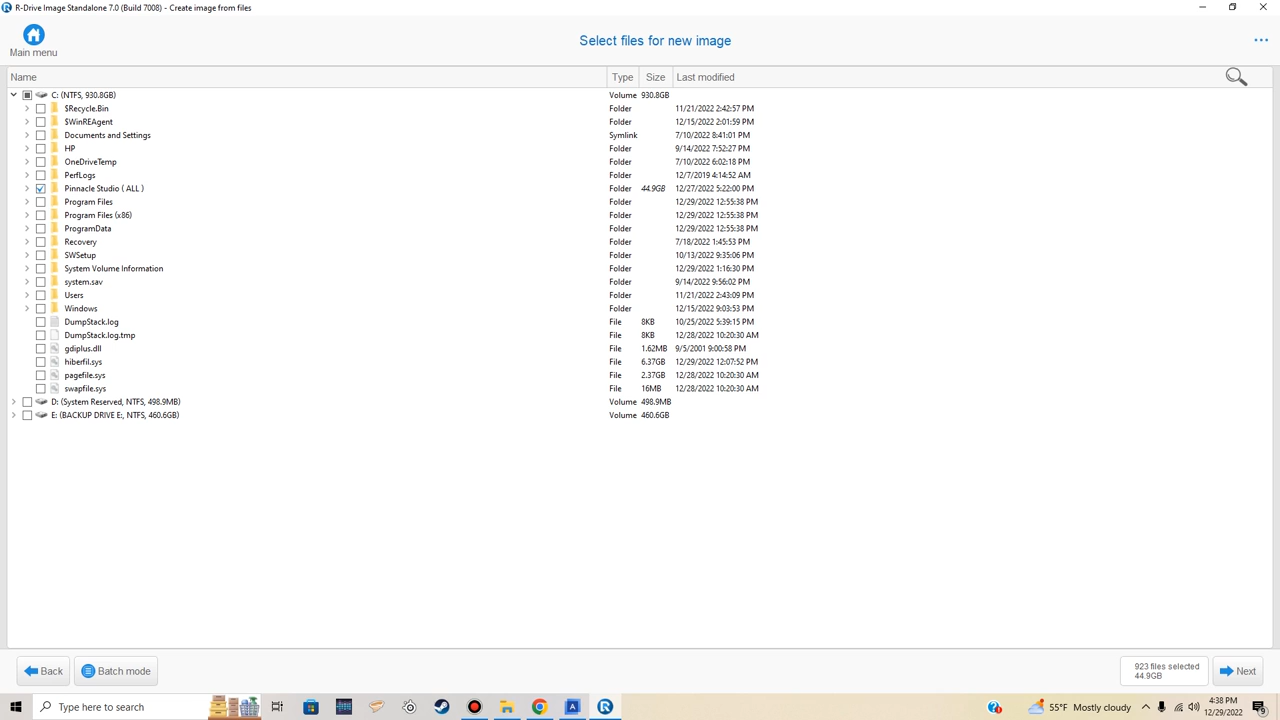 R-Drive Image Standalone 7.0 (Build 7008) - Create image from files
Main menu
Select files for new image
Name Type Size Last modified
C: (NTFS, 930.8GB) Volume 930.8GB
$Recycle.Bin Folder 11/21/2022 2:42:57 PM
$WinREAgent Folder 12/15/2022 2:01:59 PM
Documents and Settings Symlink 7/10/2022 8:41:01 PM
HP Folder 9/14/2022 7:52:27 PM
OneDriveTemp Folder 7/10/2022 6:02:18 PM
PerfLogs Folder 12/7/2019 4:14:52 AM
Pinnacle Studio ( ALL ) Folder 44.9GB 12/27/2022 5:22:00 PM
Program Files Folder 12/29/2022 12:55:38 PM
Program Files (x86) Folder 12/29/2022 12:55:38 PM
ProgramData Folder 12/29/2022 12:55:38 PM
Recovery Folder 7/18/2022 1:45:53 PM
SWSetup Folder 10/13/2022 9:35:06 PM
System Volume Information Folder 12/29/2022 1:16:30 PM
system.sav Folder 9/14/2022 9:56:02 PM
Users Folder 11/21/2022 2:43:09 PM
Windows Folder 12/15/2022 9:03:53 PM
DumpStack.log File 8KB 10/25/2022 5:39:15 PM
DumpStack.log.tmp File 8KB 12/28/2022 10:20:30 AM
gdiplus.dll File 1.62MB 9/5/2001 9:00:58 PM
hiberfil.sys File 6.37GB 12/29/2022 12:07:52 PM
pagefile.sys File 2.37GB 12/28/2022 10:20:30 AM
swapfile.sys File 16MB 12/28/2022 10:20:30 AM
D: (System Reserved, NTFS, 498.9MB) Volume 498.9MB
E: (BACKUP DRIVE E:, NTFS, 460.6GB) Volume 460.6GB
Back Batch mode
923 files selected
44.9GB
Next
Type here to search
55°F Mostly cloudy
4:38 PM
12/29/2022